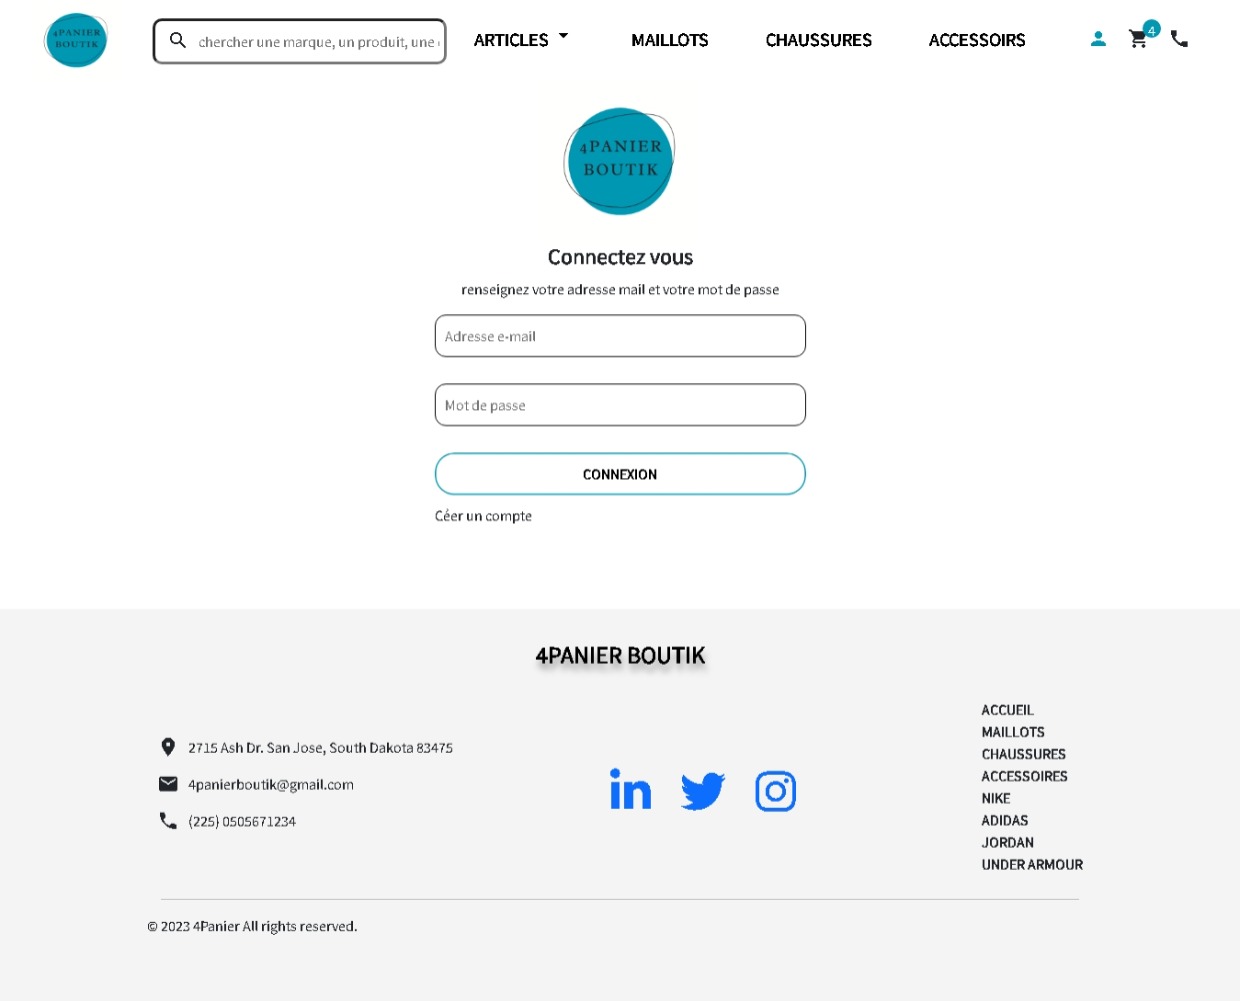 4PANIER
BOUTIK
chercher une marque, un produit, une
ARTICLES
MAILLOTS
CHAUSSURES
ACCESSOIRS
4
4PANIER
BOUTIK
Connectez vous
renseignez votre adresse mail et votre mot de passe
Adresse e-mail
Mot de passe
CONNEXION
Céer un compte
4PANIER BOUTIK
2715 Ash Dr. San Jose, South Dakota 83475
4panierboutik@gmail.com
(225) 0505671234
in
ACCUEIL
MAILLOTS
CHAUSSURES
ACCESSOIRES
NIKE
ADIDAS
JORDAN
UNDER ARMOUR
© 2023 4Panier All rights reserved.